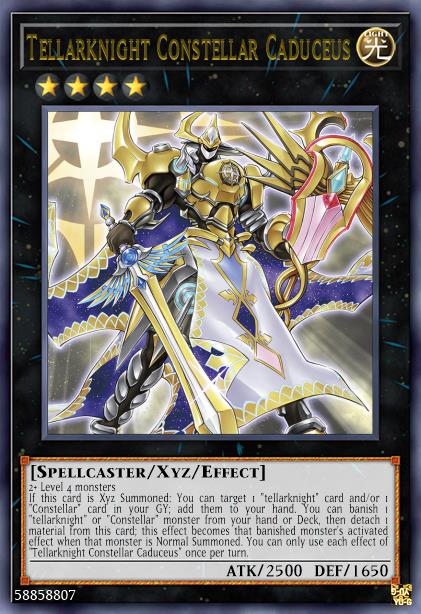 TELLARKNIGHT CONSTELLAR CADUCEUS
LIGHT
光
[SPELLCASTER/XYZ/EFFECT]
2+ Level 4 monsters
If this card is Xyz Summoned: You can target 1 "tellarknight" card and/or 1
"Constellar" card in your GY; add them to your hand. You can banish 1
"tellarknight" or "Constellar" monster from your hand or Deck, then detach 1
material from this card; this effect becomes that banished monster's activated
effect when that monster is Normal Summoned. You can only use each effect of
"Tellarknight Constellar Caduceus" once per turn.
ATK/2500 DEF/1650
58858807